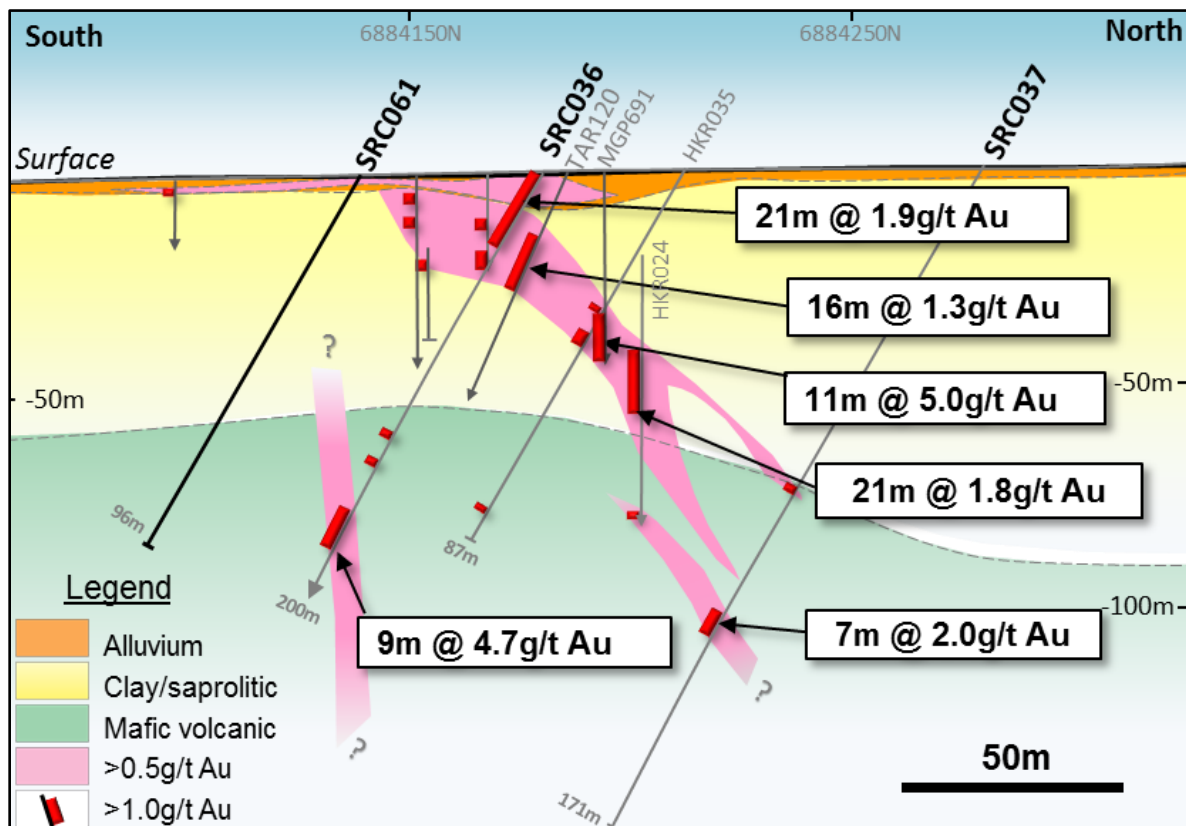 South
6884150N
6884250N
North
SRC061
SRC036
TAR120
MGP691
HKR035
SRC037
Surface
21m @ 1.9g/t Au
HKR024
16m @ 1.3g/t Au
?
-50m
-50m
11m @ 5.0g/t Au
21m @ 1.8g/t Au
96m
87m
Legend
200m
-100m
9m @ 4.7g/t Au
7m @ 2.0g/t Au
Alluvium
Clay/saprolitic
?
Mafic volcanic
?
50m
>0.5g/t Au
>1.0g/t Au
171m